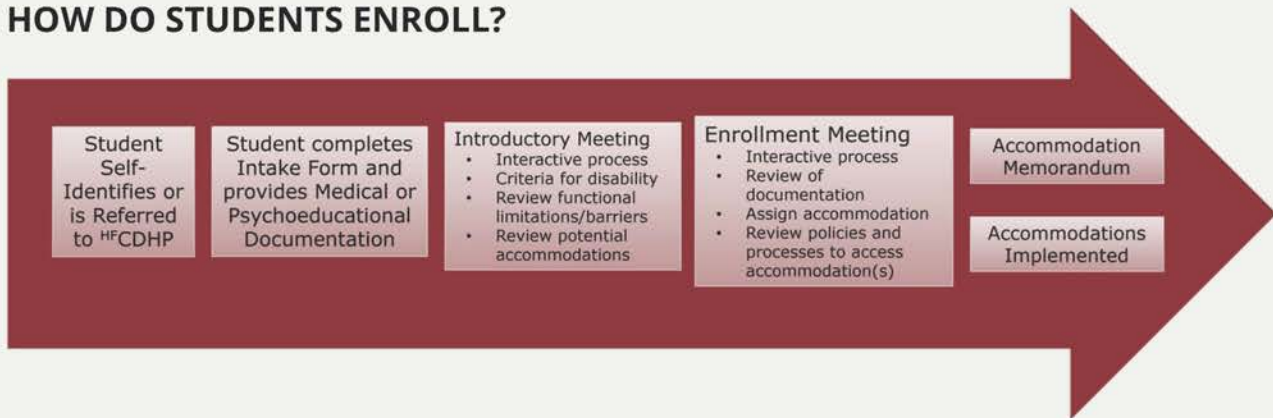 HOW DO STUDENTS ENROLL?
Student
Self-
Identifies or
is Referred
to HFCDHP
Student completes
Intake Form and
provides Medical or
Psychoeducational
Documentation
Introductory Meeting
• Interactive process
• Criteria for disability
• Review functional
limitations/barriers
• Review potential
accommodations
Enrollment Meeting
• Interactive process
• Review of
documentation
• Assign accommodation
• Review policies and
processes to access
accommodation(s)
Accommodation
Memorandum
Accommodations
Implemented